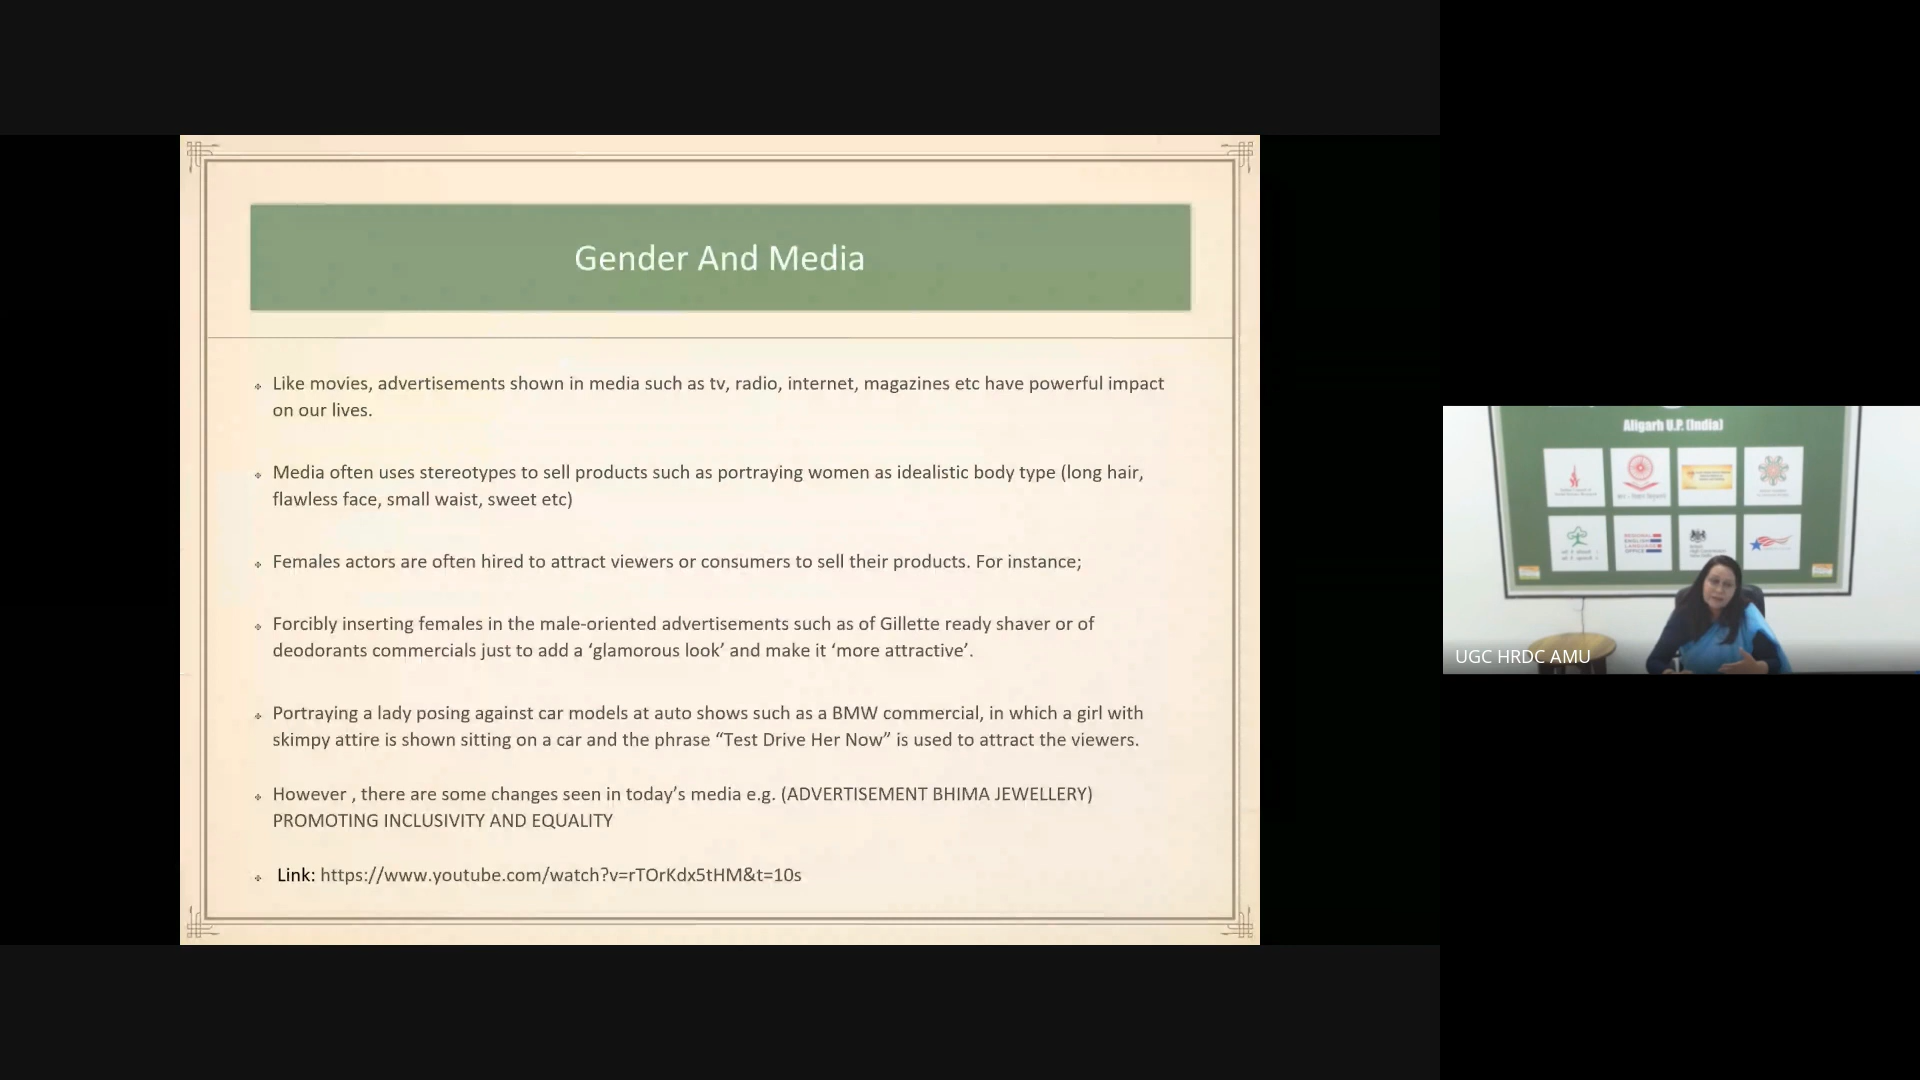 Gender And Media
Like movies, advertisements shown in media such as tv, radio, internet, magazines etc have powerful impact
on our lives.
Media often uses stereotypes to sell products such as portraying women as idealistic body type (long hair,
flawless face, small waist, sweet etc)
Females actors are often hired to attract viewers or consumers to sell their products. For instance;
Forcibly inserting females in the male-oriented advertisements such as of Gillette ready shaver or of
deodorants commercials just to add a ‘glamorous look’ and make it ‘more attractive’.
Portraying a lady posing against car models at auto shows such as a BMW commercial, in which a girl with
skimpy attire is shown sitting on a car and the phrase “Test Drive Her Now” is used to attract the viewers.
However , there are some changes seen in today’s media e.g. (ADVERTISEMENT BHIMA JEWELLERY)
PROMOTING INCLUSIVITY AND EQUALITY
Link: https://www.youtube.com/watch?v=rTOrKdx5tHM&t=10s
Aligarh U.P. (India)
REGIONAL
ENGLISH
LANGUAGE
OFFICE
UGC HRDC AMU